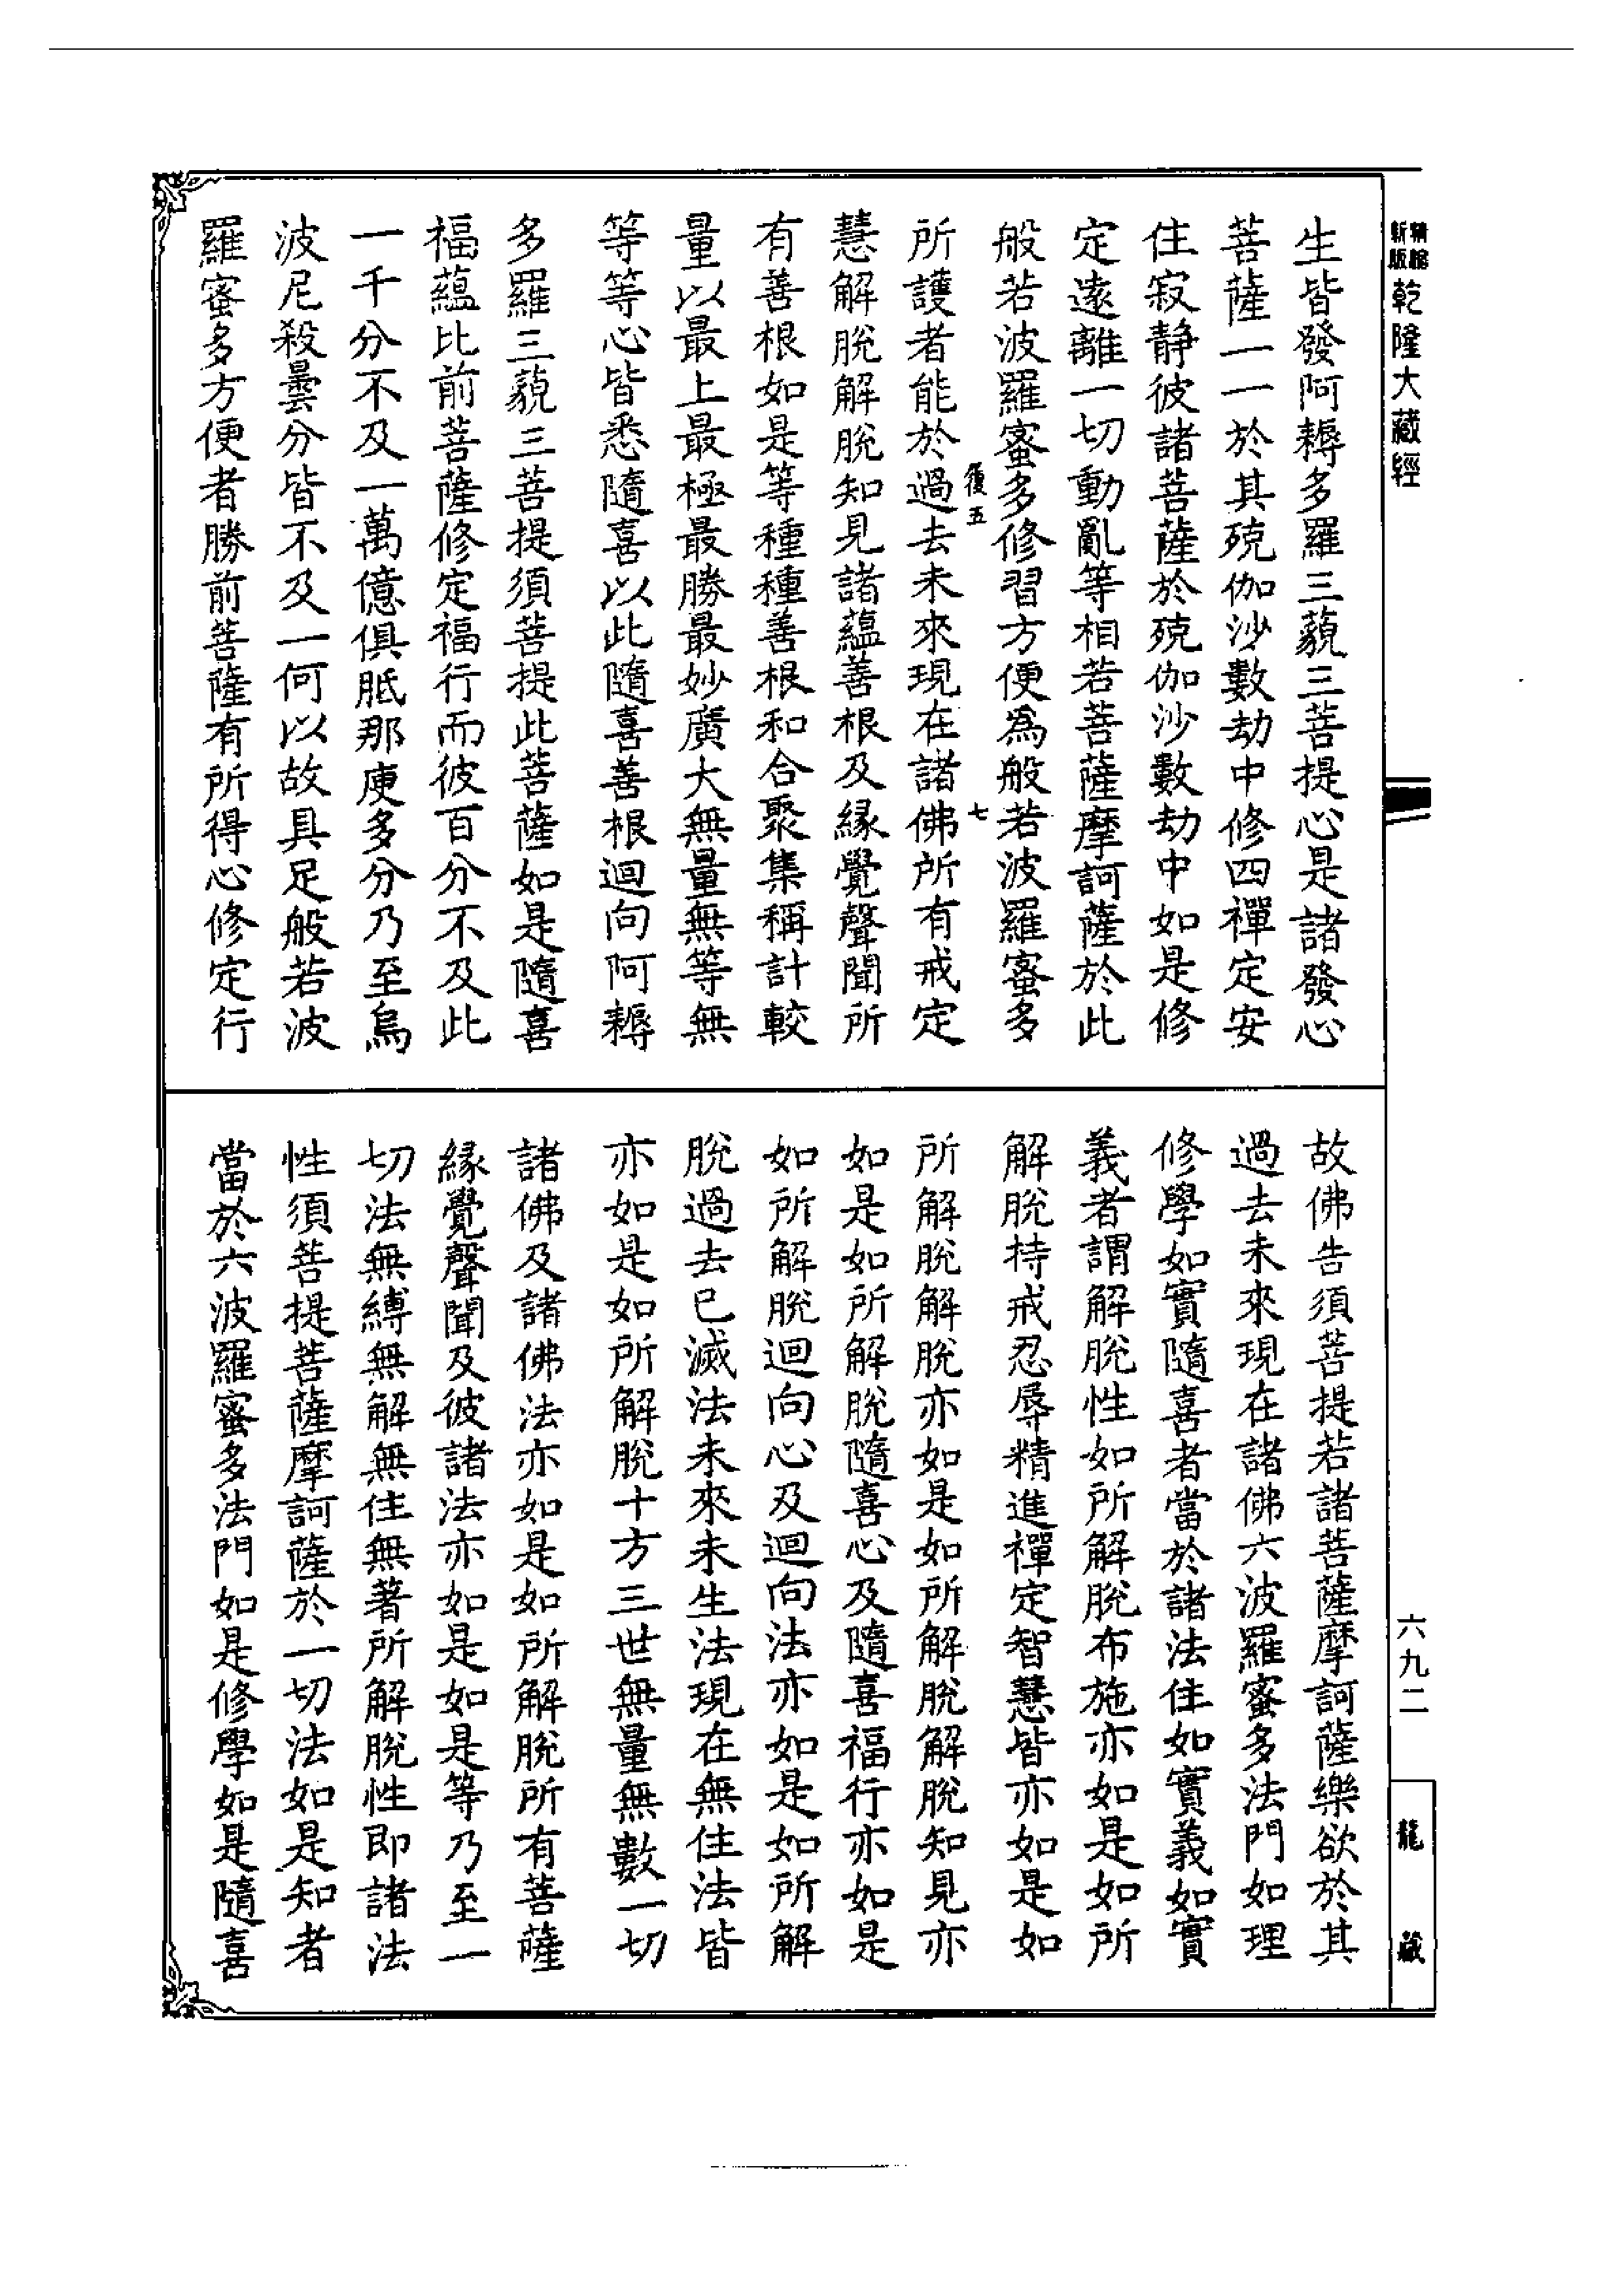 精修
新版
乾隆大藏經
生皆發阿耨多羅三藐三菩提心是諸發心
菩薩一一於其殑伽沙數劫中修四禪定安
住寂靜彼諸菩薩於殑伽沙數劫中如是修
定遠離一切動亂等相若菩薩摩訶薩於此
般若波羅蜜多修習方便為般若波羅蜜多
復五
七
所護者能於過去未來現在諸佛所有戒定
慧解脫解脫知見諸蘊善根及緣覺聲聞所
有善根如是等種種善根和合聚集稱計較
量以最上最極最勝最妙廣大無量無等無
等等心皆悉隨喜以此隨喜善根迴向阿耨
多羅三藐三菩提須菩提此菩薩如是隨喜
福蘊比前菩薩修定福行而彼百分不及此
一千分不及一萬億俱胝那庾多分乃至烏
波尼殺曇分皆不及一何以故具足般若波
羅蜜多方便者勝前菩薩有所得心修定行
故佛告須菩提若諸菩薩摩訶薩樂欲於其
過去未來現在諸佛六波羅蜜多法門如理
修學如實隨喜者當於諸法住如實義如實
義者謂解脫性如所解脫布施亦如是如所
解脫持戒忍辱精進禪定智慧皆亦如是如
所解脫解脫亦如是如所解脫解脫知見亦
如是如所解脫隨喜心及隨喜福行亦如是
如所解脫迴向心及迴向法亦如是如所解
脫過去已滅法未來未生法現在無住法皆
亦如是如所解脫十方三世無量無數一切
諸佛及諸佛法亦如是如所解脫所有菩薩
緣覺聲聞及彼諸法亦如是如是等乃至一
切法無縛無解無住無著所解脫性即諸法
性須菩提菩薩摩訶薩於一切法如是知者
當於六波羅蜜多法門如是修學如是隨喜
六九二
龍藏